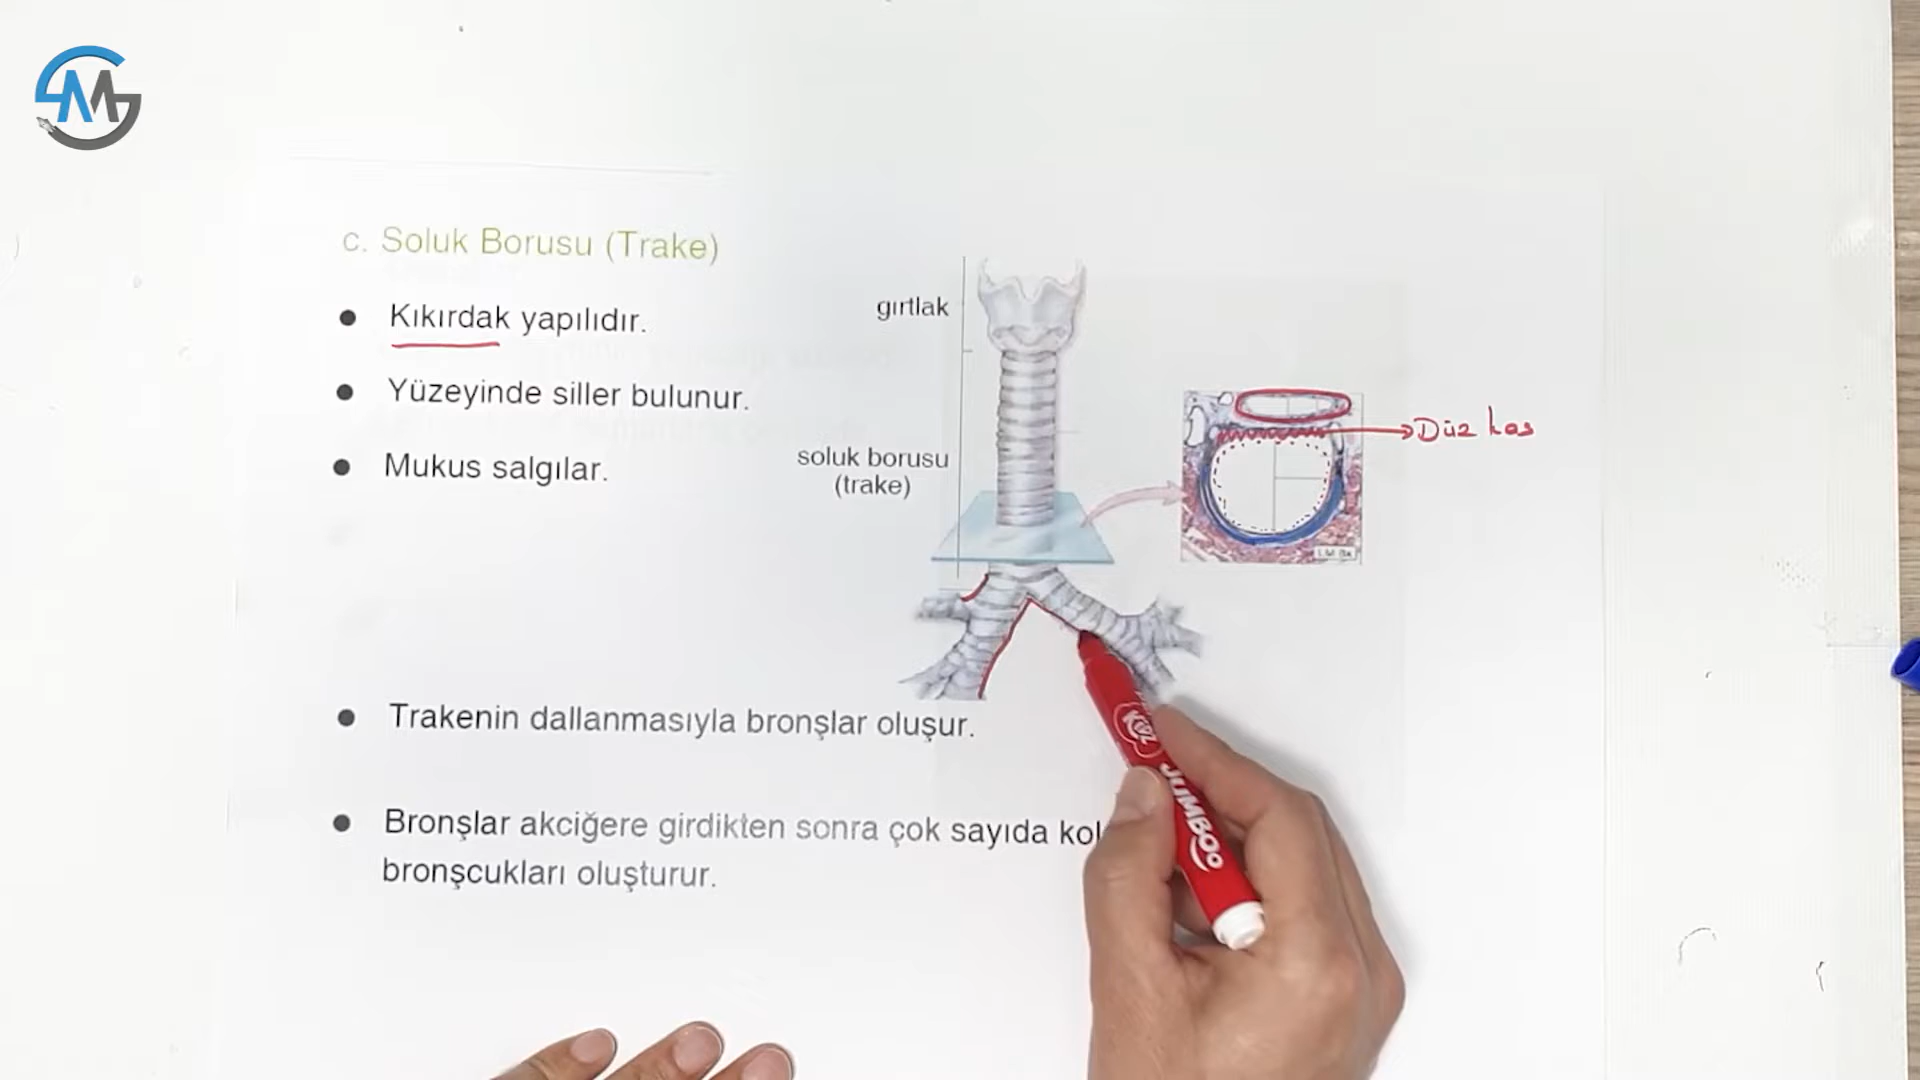 c. Soluk Borusu (Trake)
● Kıkırdak yapılıdır.
● Yüzeyinde siller bulunur.
● Mukus salgılar.
gırtlak
soluk borusu
(trake)
Düz kas
● Trakenin dallanmasıyla bronşlar oluşur.
● Bronşlar akciğere girdikten sonra çok sayıda
bronşcukları oluşturur.
JUMBO